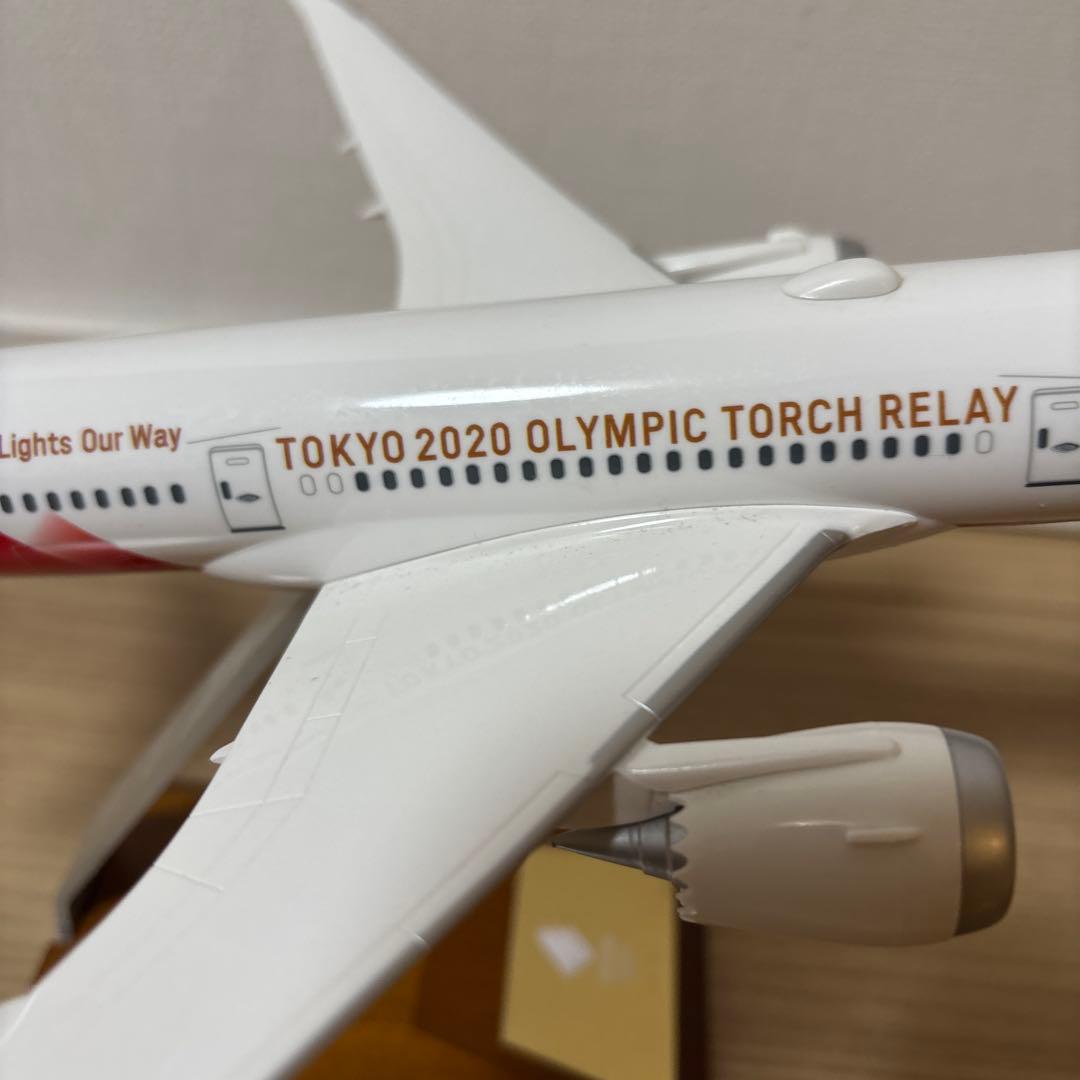 Lights Our Way
TOKYO 2020 OLYMPIC TORCH RELAY